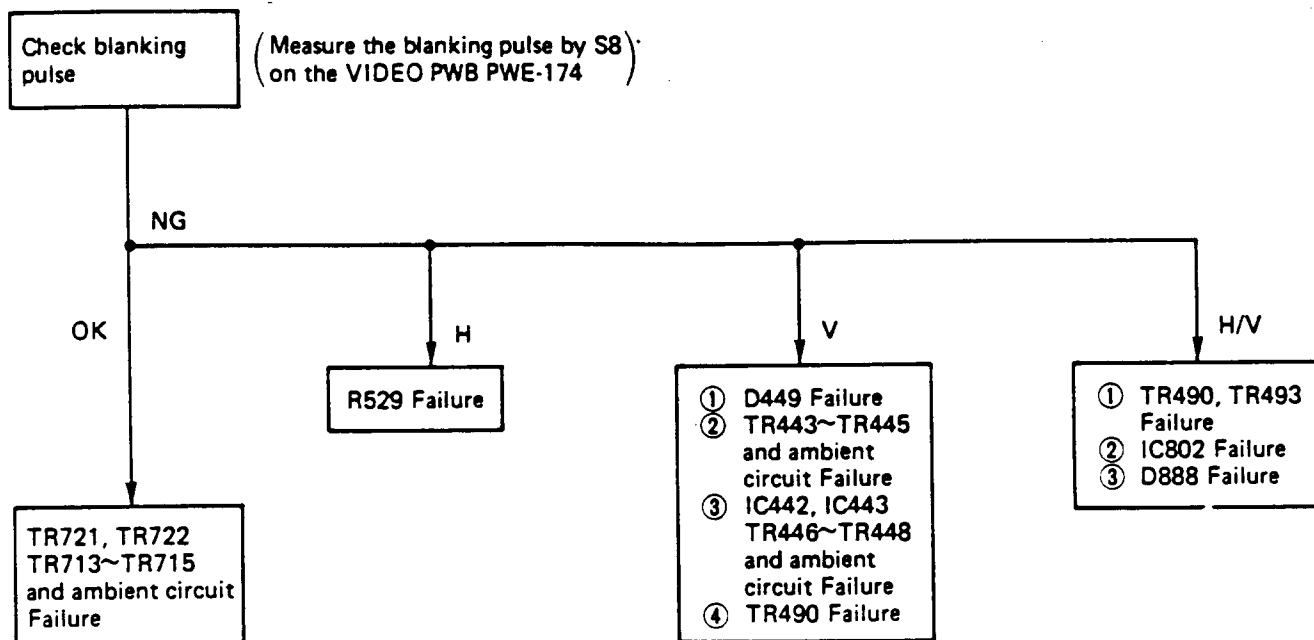 Check blanking
pulse
(Measure the blanking pulse by S8
on the VIDEO PWB PWE-174)
NG
OK
H
V
H/V
R529 Failure
① D449 Failure
② TR443~TR445
and ambient
circuit Failure
③ IC442, IC443
TR446~TR448
and ambient
circuit Failure
④ TR490 Failure
① TR490, TR493
Failure
② IC802 Failure
③ D888 Failure
TR721, TR722
TR713~TR715
and ambient circuit
Failure